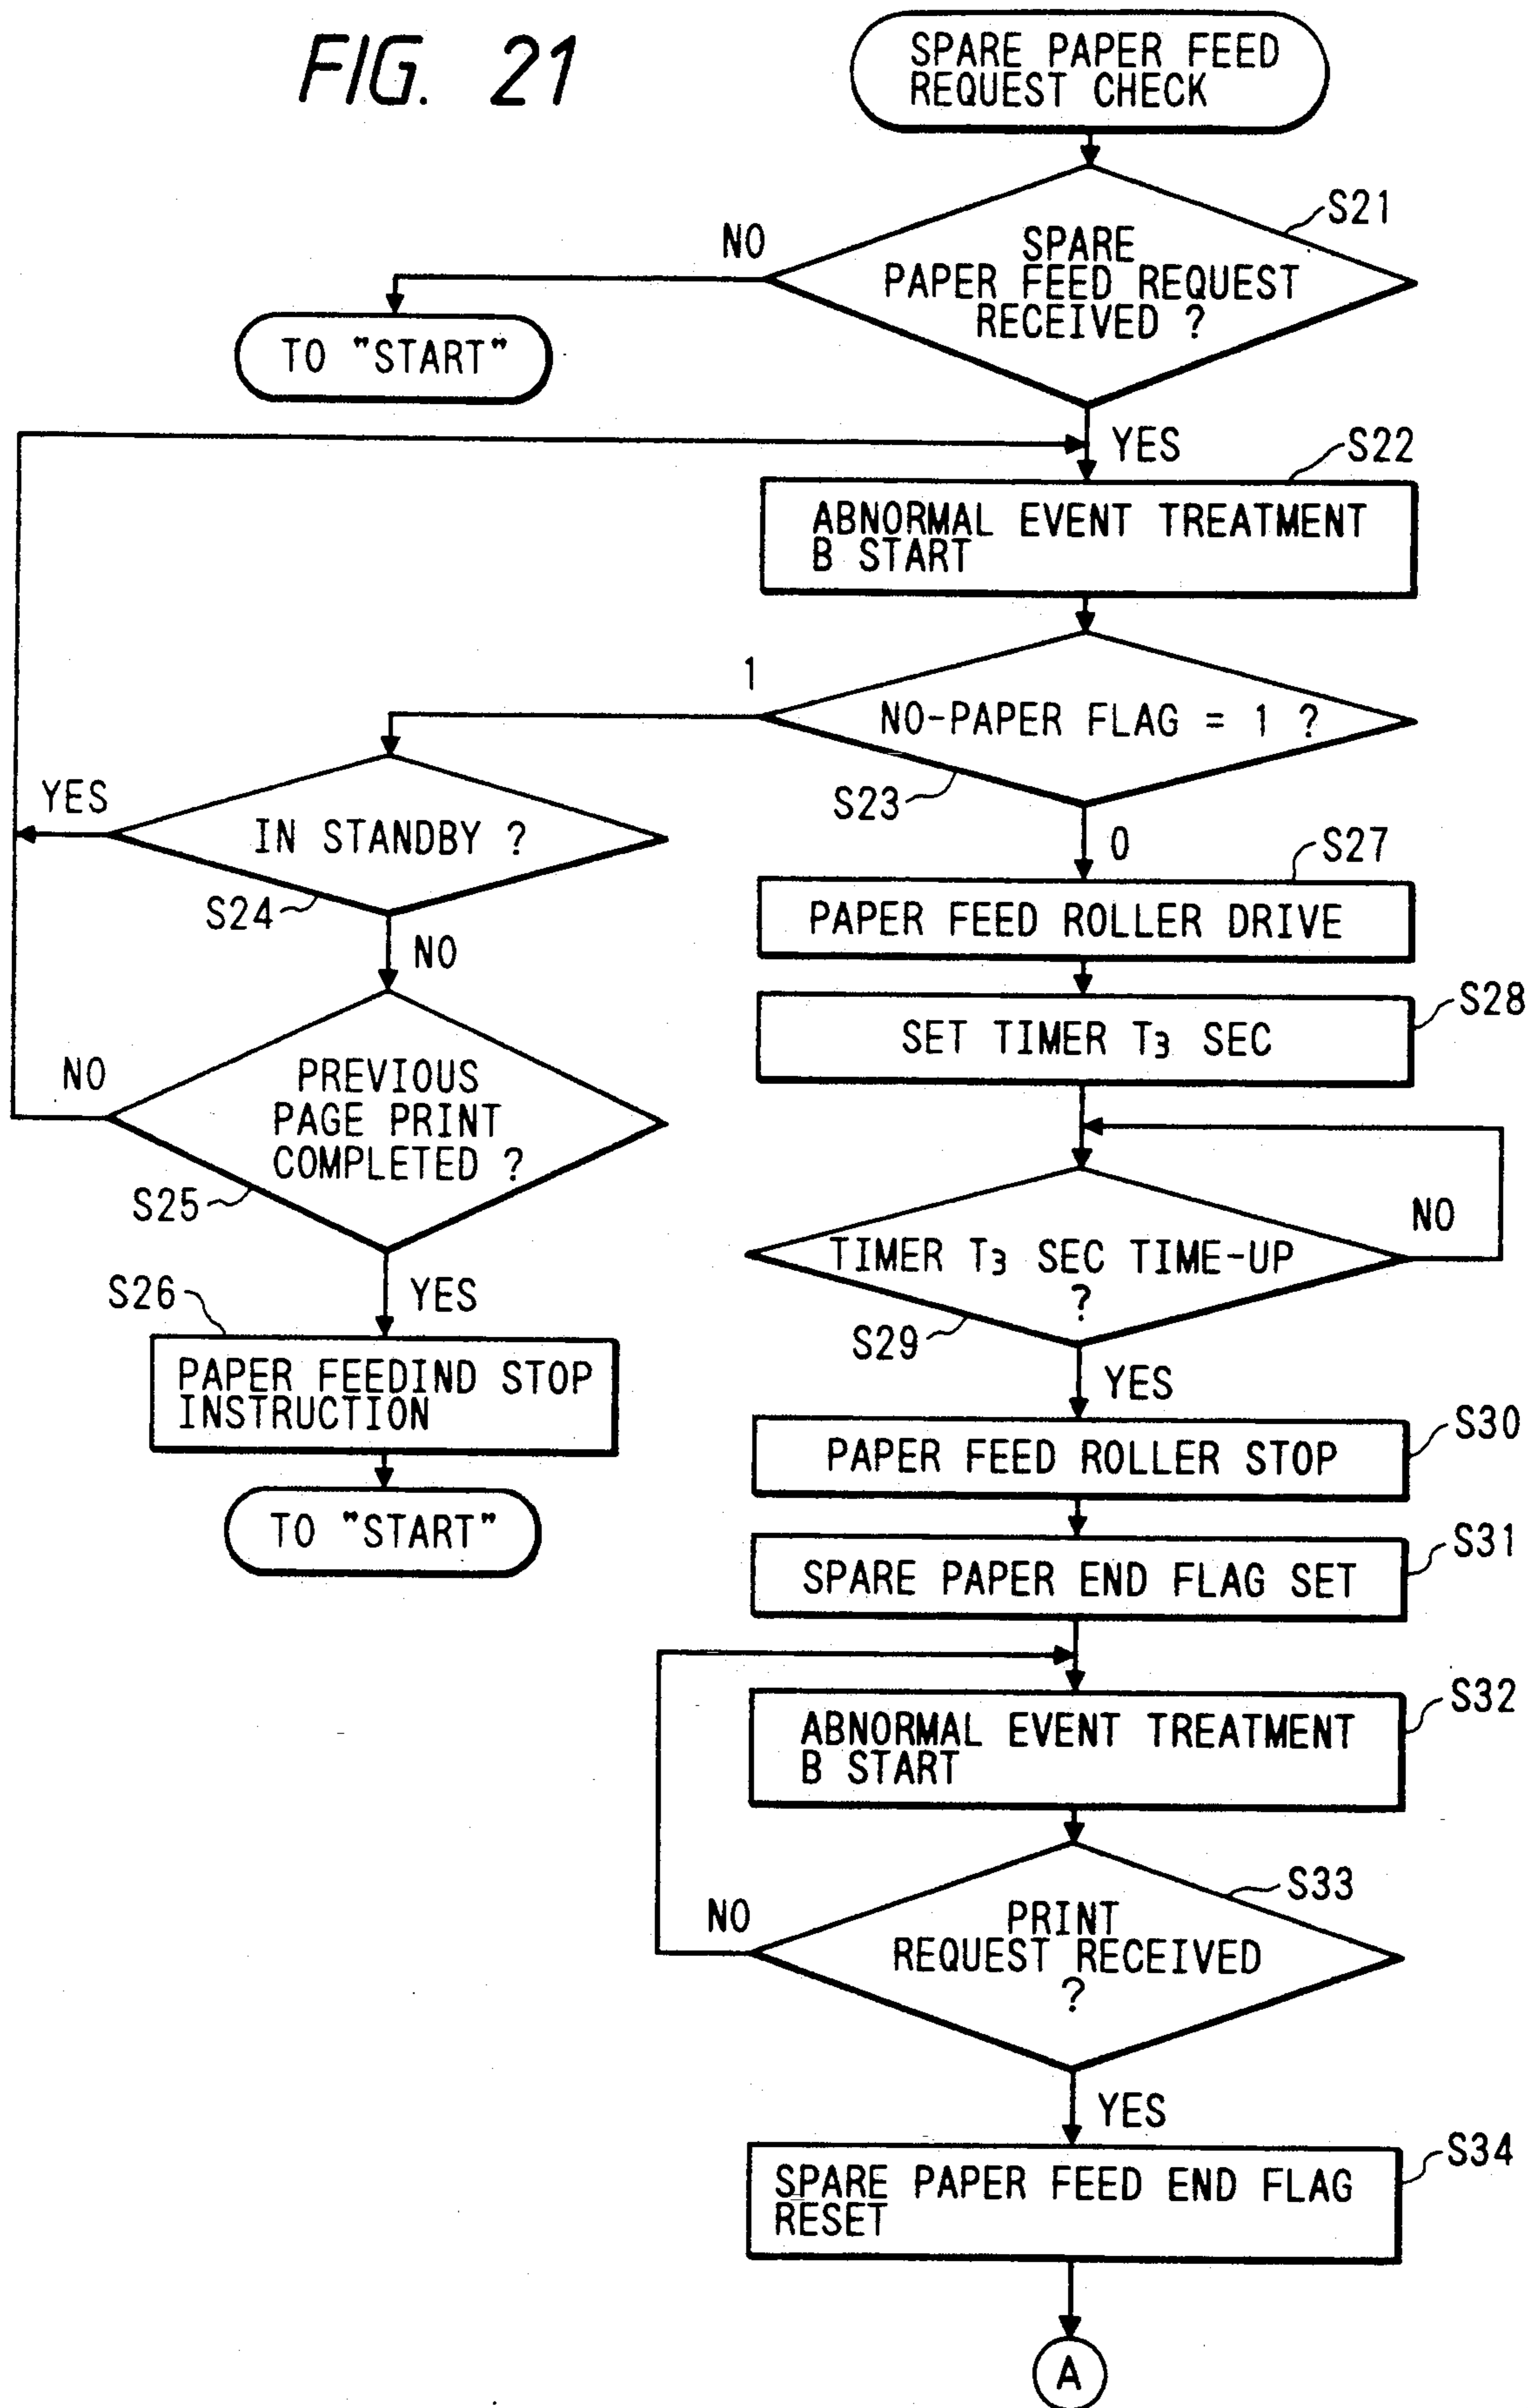 FIG. 21
SPARE PAPER FEED
REQUEST CHECK
S21
NO
SPARE
PAPER FEED REQUEST
RECEIVED ?
TO "START"
YES
S22
ABNORMAL EVENT TREATMENT
B START
1
NO-PAPER FLAG = 1 ?
S23
YES
IN STANDBY ?
S24
0
S27
PAPER FEED ROLLER DRIVE
NO
S28
SET TIMER T3 SEC
NO
PREVIOUS
PAGE PRINT
COMPLETED ?
S25
NO
TIMER T3 SEC TIME-UP
?
S29
S26
YES
PAPER FEEDIND STOP
INSTRUCTION
YES
S30
PAPER FEED ROLLER STOP
TO "START"
S31
SPARE PAPER END FLAG SET
S32
ABNORMAL EVENT TREATMENT
B START
S33
NO
PRINT
REQUEST RECEIVED
?
YES
S34
SPARE PAPER FEED END FLAG
RESET
A